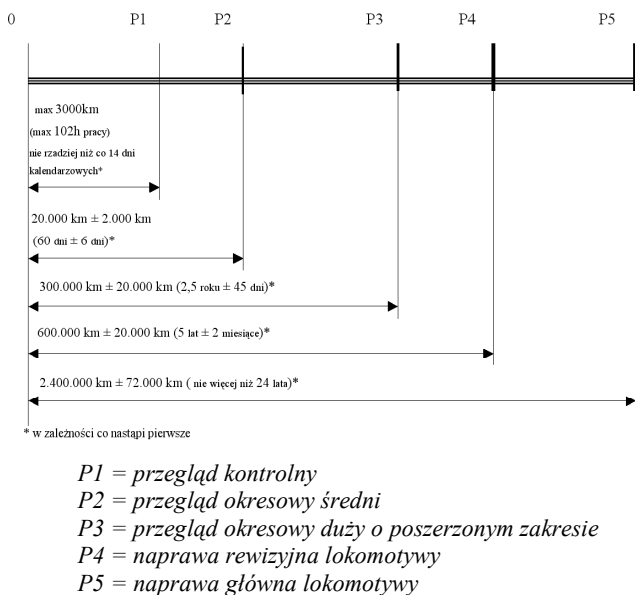 0 P1 P2 P3 P4 P5
max 3000km
(max 102h pracy)
nie rzadziej niż co 14 dni
kalendarzowych*
20.000 km ± 2.000 km
(60 dni ± 6 dni)*
300.000 km ± 20.000 km (2,5 roku ± 45 dni)*
600.000 km ± 20.000 km (5 lat ± 2 miesiące)*
2.400.000 km ± 72.000 km ( nie więcej niż 24 lata)*
* w zależności co nastąpi pierwsze
P1 = przegląd kontrolny
P2 = przegląd okresowy średni
P3 = przegląd okresowy duży o poszerzonym zakresie
P4 = naprawa rewizyjna lokomotywy
P5 = naprawa główna lokomotywy